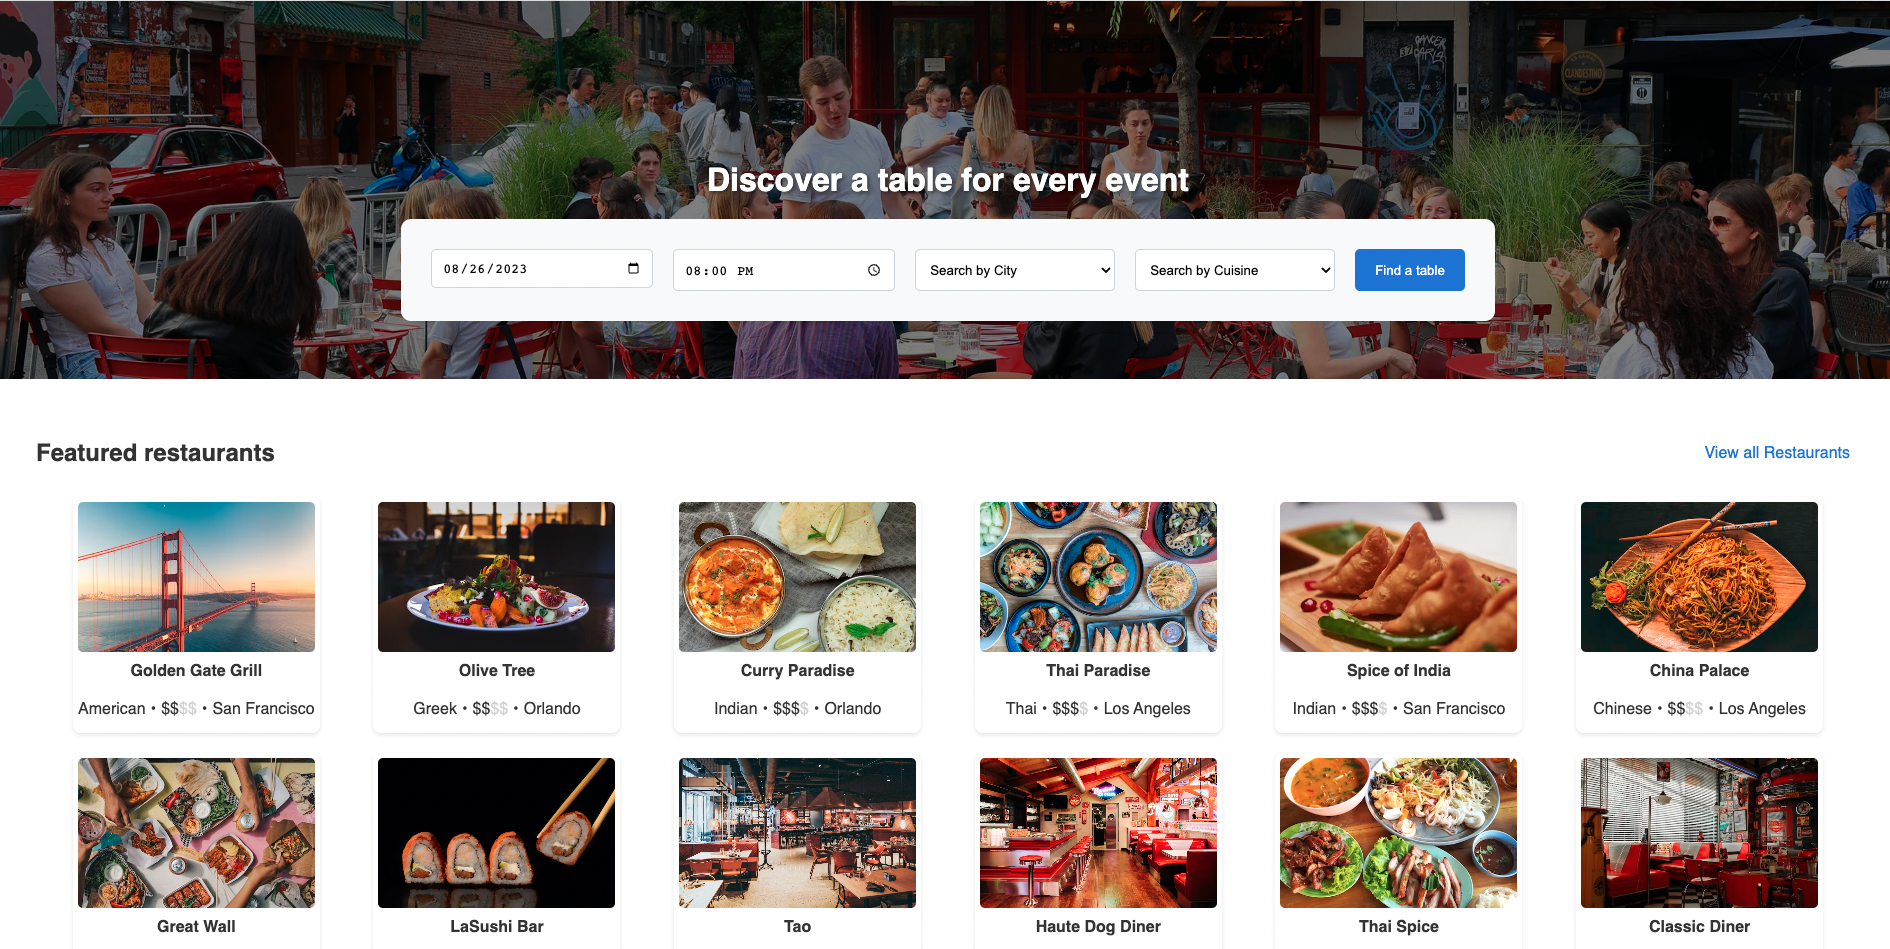 DANGER
CLANDESTINO
Discover a table for every event
08/26/2023
08:00 PM
Search by City
Search by Cuisine
Find a table
Featured restaurants
View all Restaurants
Golden Gate Grill
American • $$$$ • San Francisco
Olive Tree
Greek • $$$$ • Orlando
Curry Paradise
Indian • $$$$ • Orlando
Thai Paradise
Thai • $$$$ • Los Angeles
Spice of India
Indian • $$$$ • San Francisco
China Palace
Chinese • $$$$ • Los Angeles
Great Wall
LaSushi Bar
Tao
Haute Dog Diner
Thai Spice
Classic Diner